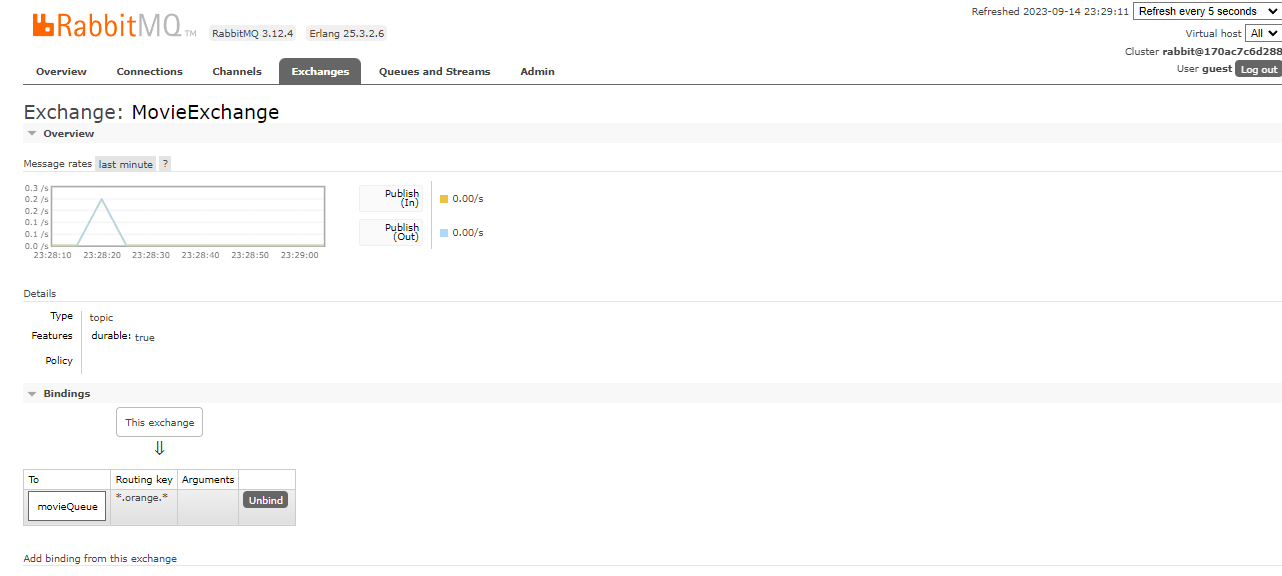 RabbitMQ TM RabbitMQ 3.12.4 Erlang 25.3.2.6
Refreshed 2023-09-14 23:29:11 Refresh every 5 seconds
Virtual host All
Cluster rabbit@170ac7c6d288
User guest Log out
Overview Connections Channels Exchanges Queues and Streams Admin
Exchange: MovieExchange
Overview
Message rates last minute ?
0.3 /s
0.2 /s
0.2 /s
0.1 /s
0.1 /s
0.0 /s
23:28:10 23:28:20 23:28:30 23:28:40 23:28:50 23:29:00
Publish
(In)
0.00/s
Publish
(Out)
0.00/s
Details
Type topic
Features durable: true
Policy
Bindings
This exchange
⇓
To Routing key Arguments
movieQueue *.orange.* Unbind
Add binding from this exchange